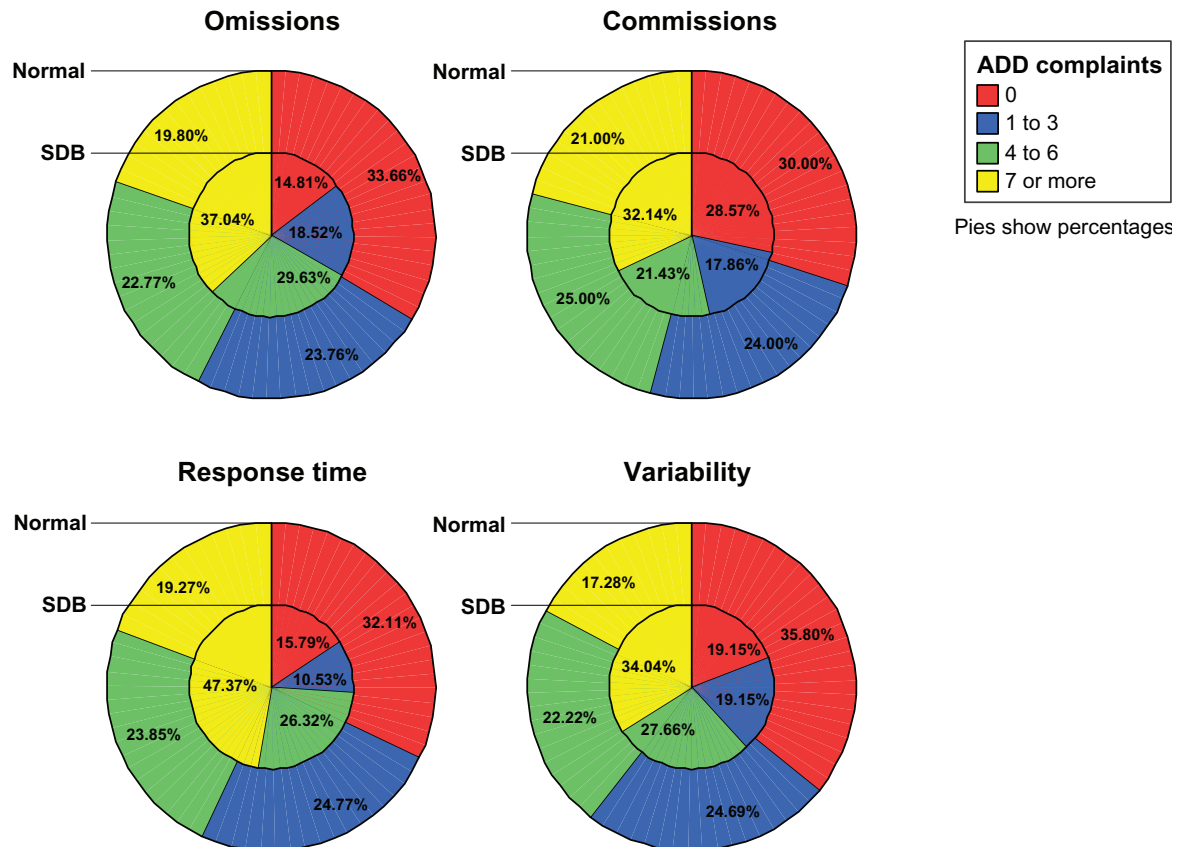 Omissions
Normal
SDB
19.80%
33.66%
14.81%
37.04%
18.52%
29.63%
22.77%
23.76%
Commissions
Normal
SDB
21.00%
30.00%
32.14%
28.57%
17.86%
21.43%
25.00%
24.00%
ADD complaints
0
1 to 3
4 to 6
7 or more
Pies show percentages
Response time
Normal
SDB
19.27%
32.11%
15.79%
47.37%
10.53%
26.32%
23.85%
24.77%
Variability
Normal
SDB
17.28%
35.80%
19.15%
34.04%
19.15%
27.66%
22.22%
24.69%